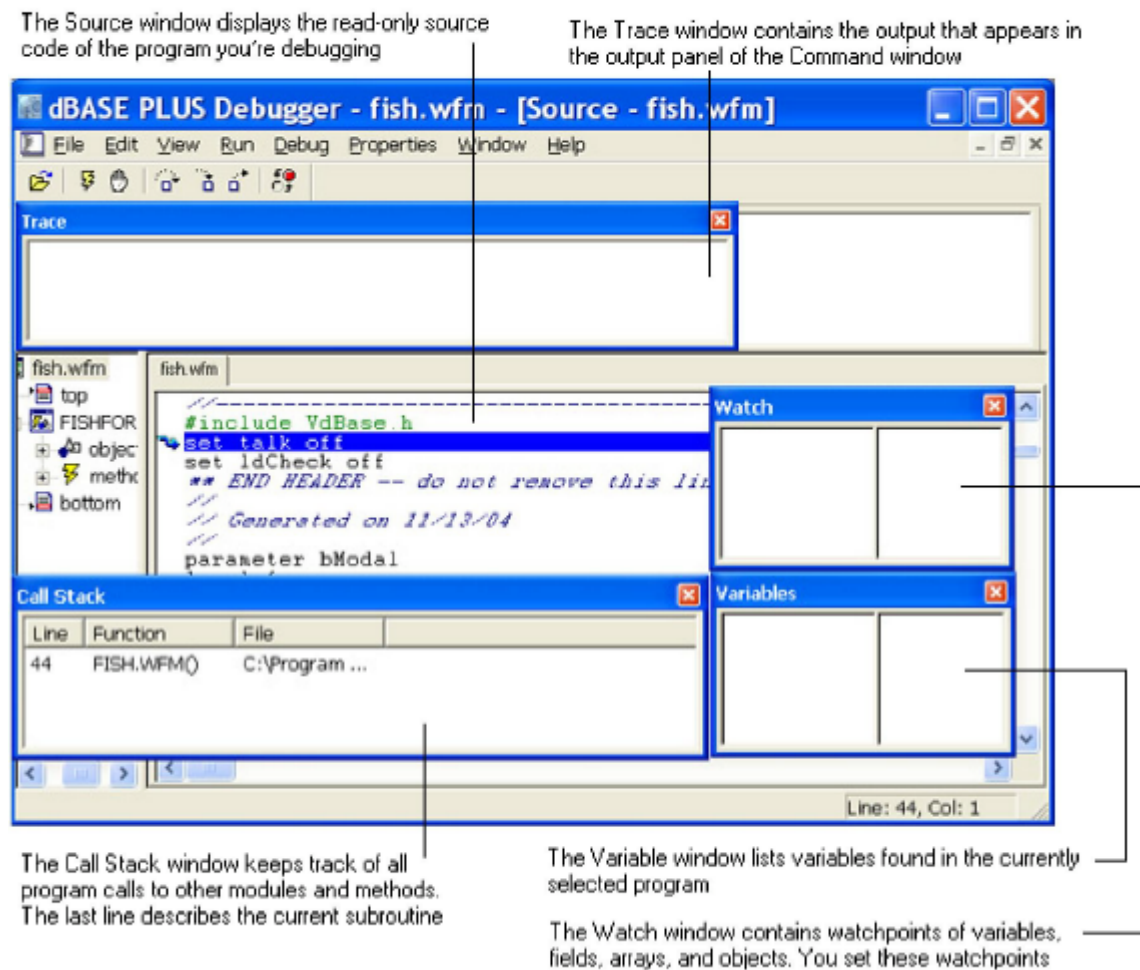 The Source window displays the read-only source
code of the program you're debugging
The Trace window contains the output that appears in
the output panel of the Command window
dBASE PLUS Debugger - fish.wfm - [Source - fish.wfm]
File Edit View Run Debug Properties Window Help
Trace
fish.wfm
top
FISHFOR
objec
metho
bottom
fish.wfm
//--------------------------------------------
#include VdBase.h
set talk off
set ldCheck off
** END HEADER -- do not remove this lin
//
// Generated on 11/13/04
//
parameter bModal
Watch
Call Stack
Line Function File
44 FISH.WFM() C:\Program ...
Variables
Line: 44, Col: 1
The Call Stack window keeps track of all
program calls to other modules and methods.
The last line describes the current subroutine
The Variable window lists variables found in the currently
selected program
The Watch window contains watchpoints of variables,
fields, arrays, and objects. You set these watchpoints